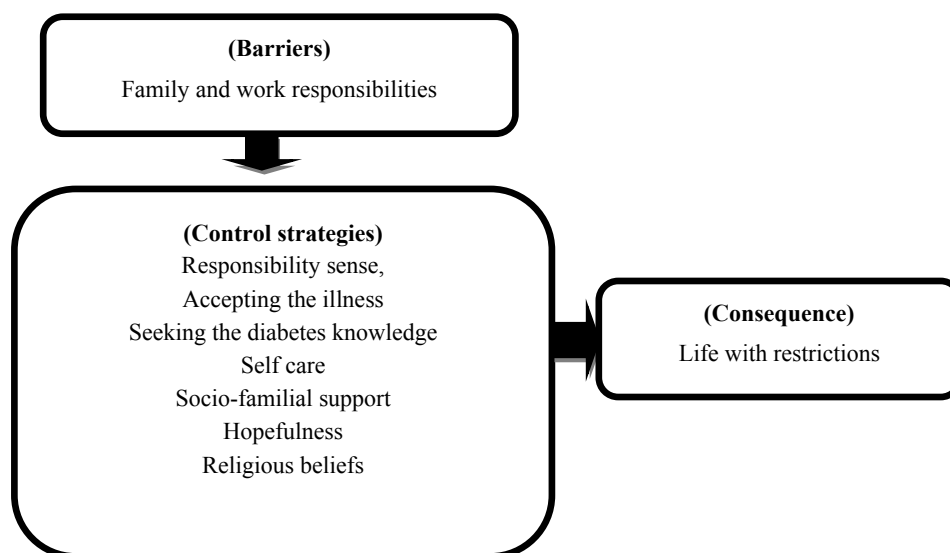 (Barriers)
Family and work responsibilities
(Control strategies)
Responsibility sense,
Accepting the illness
Seeking the diabetes knowledge
Self care
Socio-familial support
Hopefulness
Religious beliefs
(Consequence)
Life with restrictions